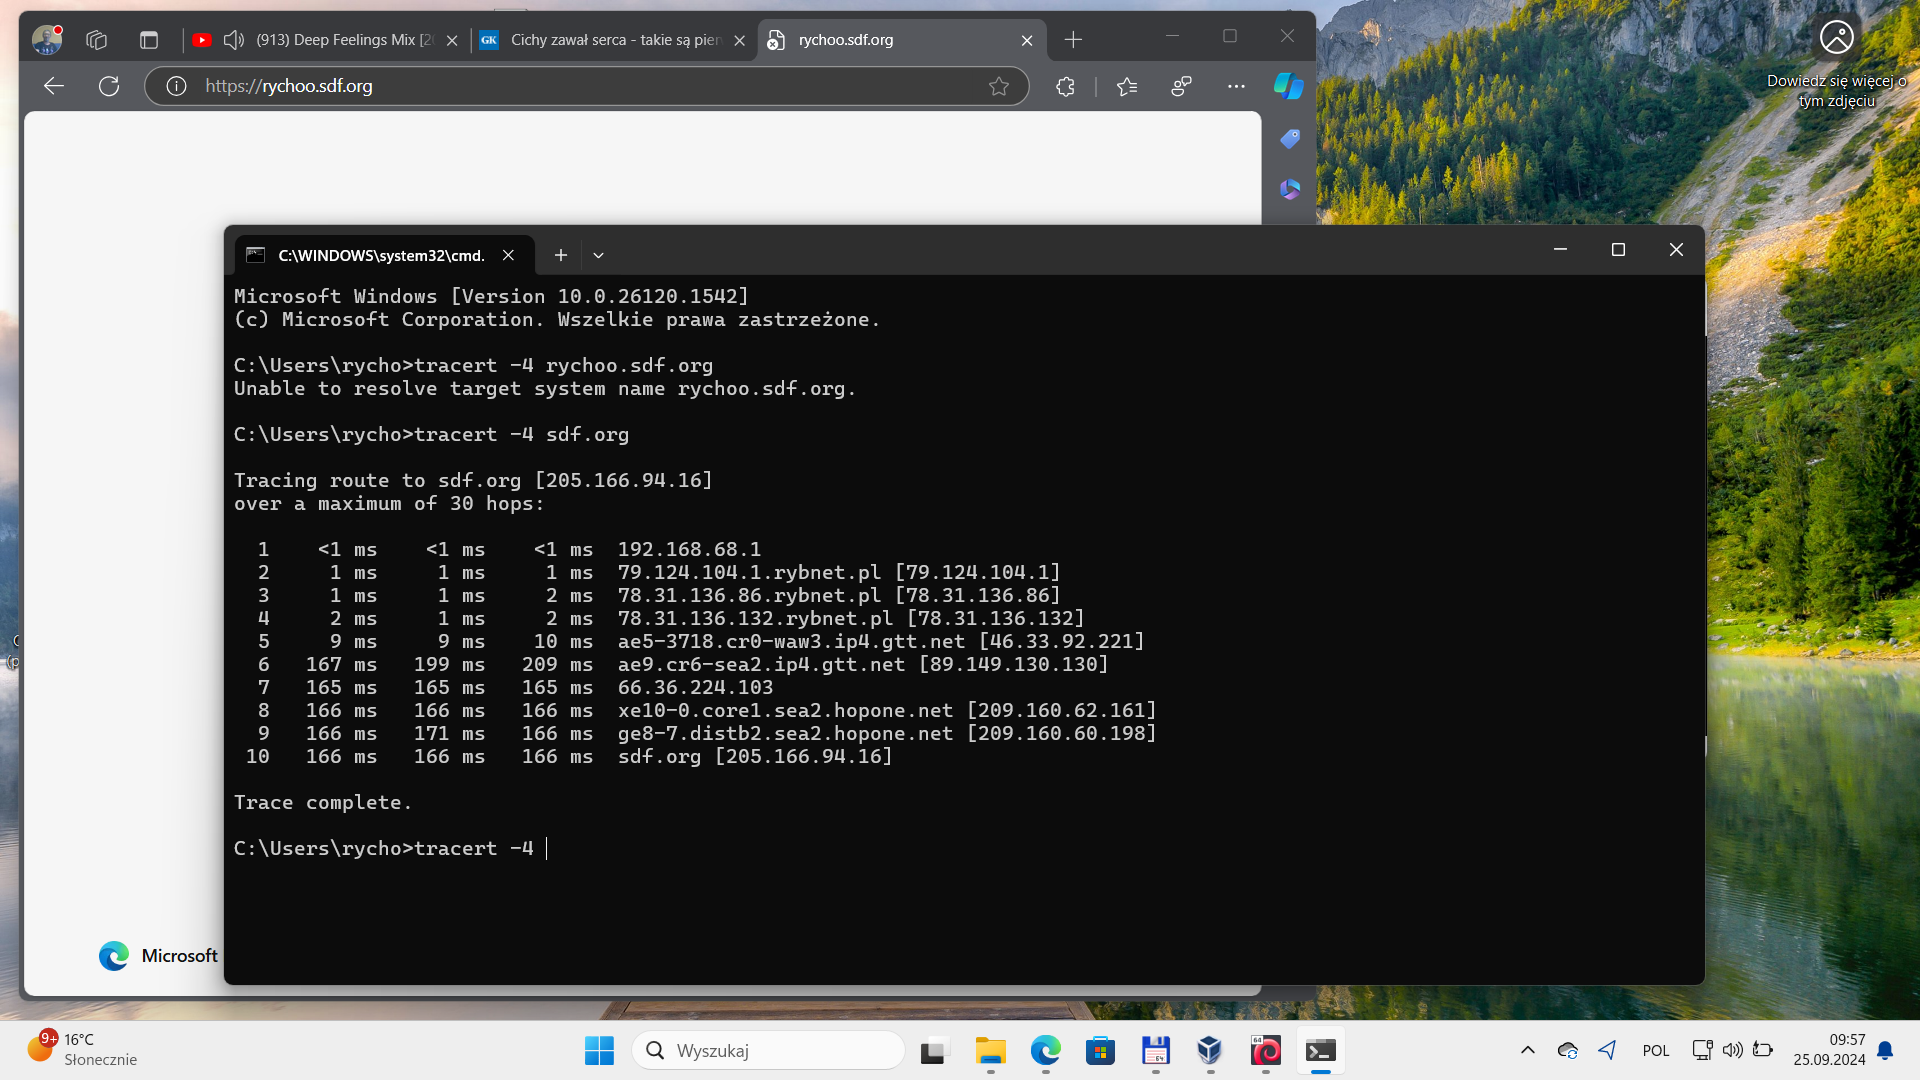 (913) Deep Feelings Mix [20
GK
Cichy zawał serca - takie są pier
rychoo.sdf.org
https://rychoo.sdf.org
Dowiedz się więcej o
tym zdjęciu
C:\WINDOWS\system32\cmd.
Microsoft Windows [Version 10.0.26120.1542]
(c) Microsoft Corporation. Wszelkie prawa zastrzeżone.
C:\Users\rycho>tracert -4 rychoo.sdf.org
Unable to resolve target system name rychoo.sdf.org.
C:\Users\rycho>tracert -4 sdf.org
Tracing route to sdf.org [205.166.94.16]
over a maximum of 30 hops:
1 <1 ms <1 ms <1 ms 192.168.68.1
2 1 ms 1 ms 1 ms 79.124.104.1.rybnet.pl [79.124.104.1]
3 1 ms 1 ms 2 ms 78.31.136.86.rybnet.pl [78.31.136.86]
4 2 ms 1 ms 2 ms 78.31.136.132.rybnet.pl [78.31.136.132]
5 9 ms 9 ms 10 ms ae5-3718.cr0-waw3.ip4.gtt.net [46.33.92.221]
6 167 ms 199 ms 209 ms ae9.cr6-sea2.ip4.gtt.net [89.149.130.130]
7 165 ms 165 ms 165 ms 66.36.224.103
8 166 ms 166 ms 166 ms xe10-0.core1.sea2.hopone.net [209.160.62.161]
9 166 ms 171 ms 166 ms ge8-7.distb2.sea2.hopone.net [209.160.60.198]
10 166 ms 166 ms 166 ms sdf.org [205.166.94.16]
Trace complete.
C:\Users\rycho>tracert -4
Microsoft
9+
16°C
Słonecznie
Wyszukaj
64
64
POL
09:57
25.09.2024